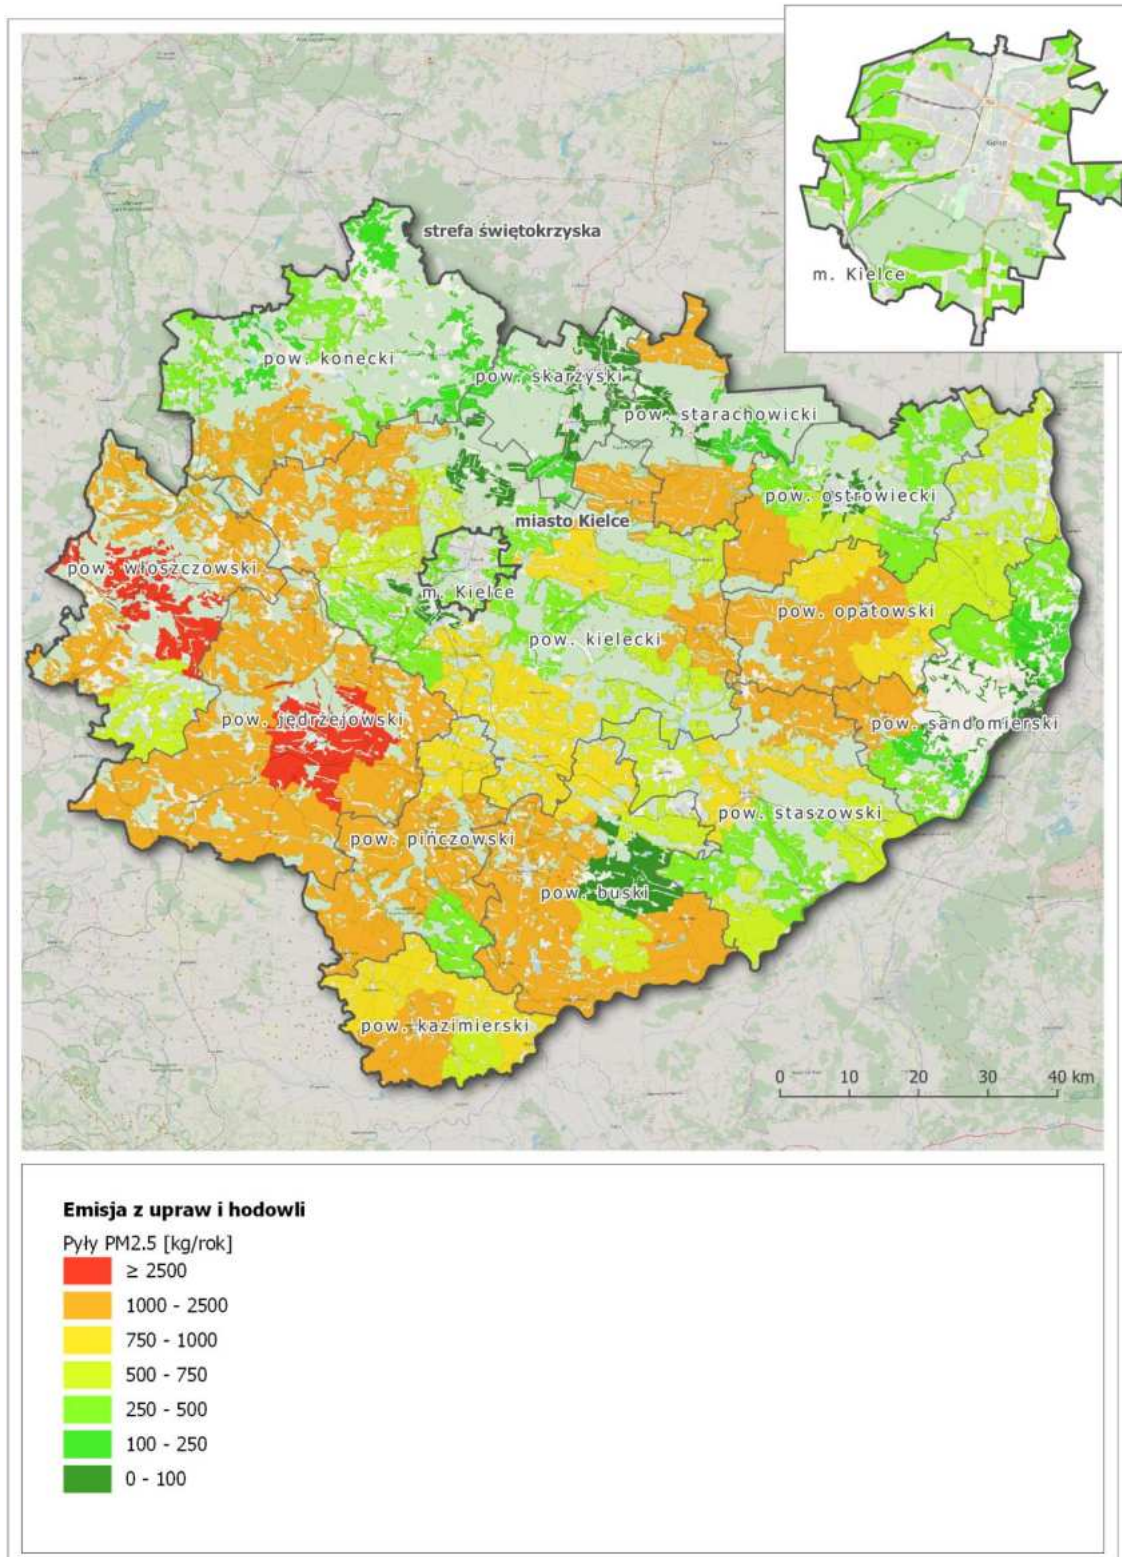 m. Kielce
strefa świętokrzyska
pow. konecki
pow. skarżyski
pow. starachowicki
pow. ostrowiecki
miasto Kielce
pow. włoszczowski
m. Kielce
pow. opatowski
pow. kielecki
pow. jędrzejowski
pow. sandomierski
pow. staszowski
pow. pińczowski
pow. buski
pow. kazimierski
0 10 20 30 40 km
Emisja z upraw i hodowli
Pyły PM2.5 [kg/rok]
≥ 2500
1000 - 2500
750 - 1000
500 - 750
250 - 500
100 - 250
0 - 100